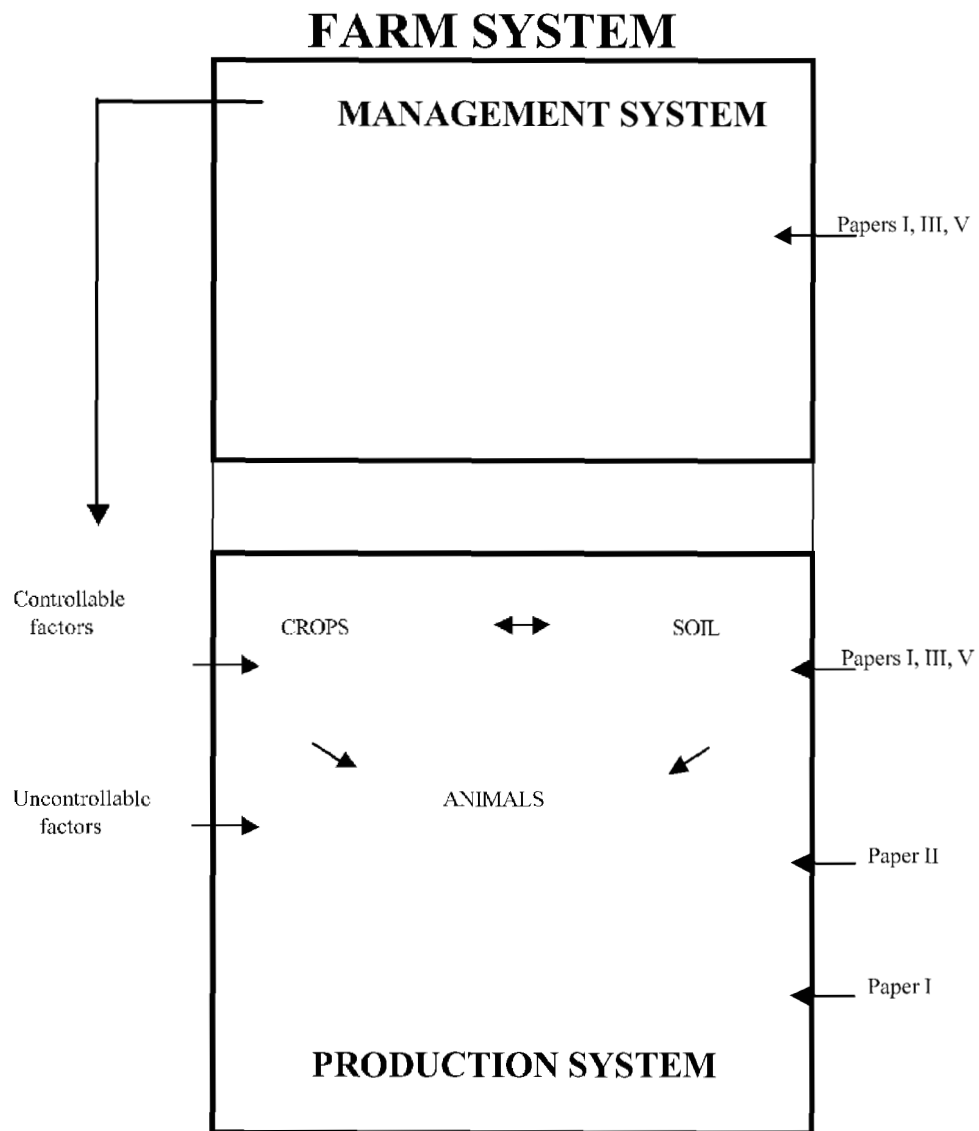 FARM SYSTEM
MANAGEMENT SYSTEM
Papers I, III, V
Controllable
factors
CROPS
SOIL
Papers I, III, V
Uncontrollable
factors
ANIMALS
Paper II
Paper I
PRODUCTION SYSTEM